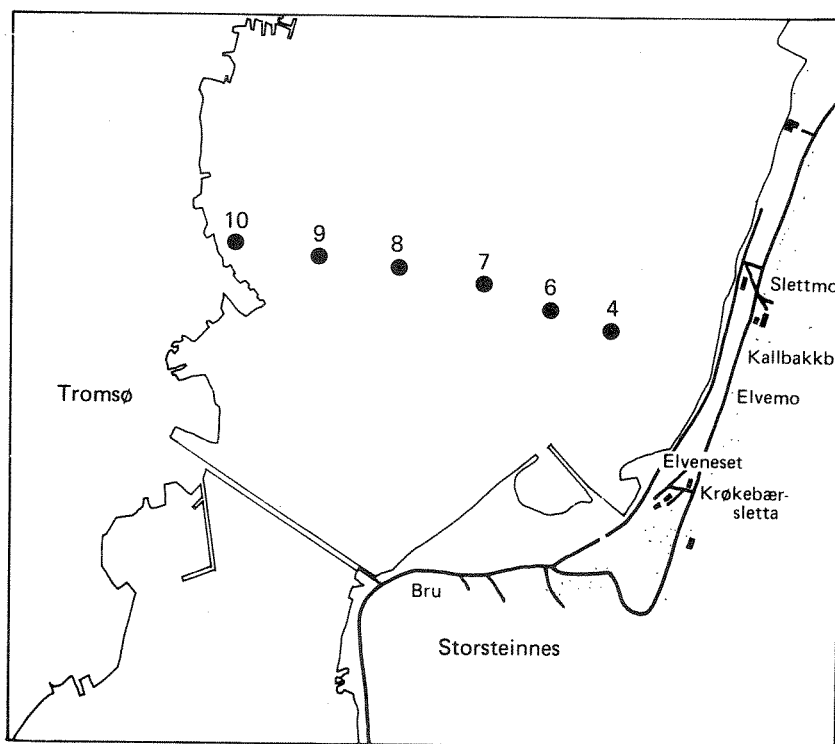 10
9
8
7
6
4
Slettmo
Kallbakkb
Elvemo
Tromsø
Elveneset
Krøkebær-
sletta
Bru
Storsteinnes